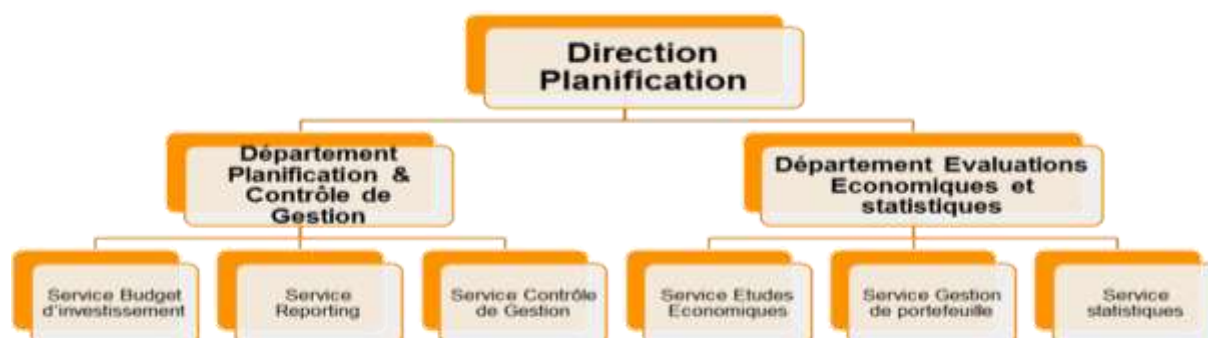 Direction
Planification
Département
Planification &
Contrôle de
Gestion
Département Evaluations
Economiques et
statistiques
Service Budget
d'investissement
Service
Reporting
Service Contrôle
de Gestion
Service Etudes
Economiques
Service Gestion
de portefeuille
Service
statistiques